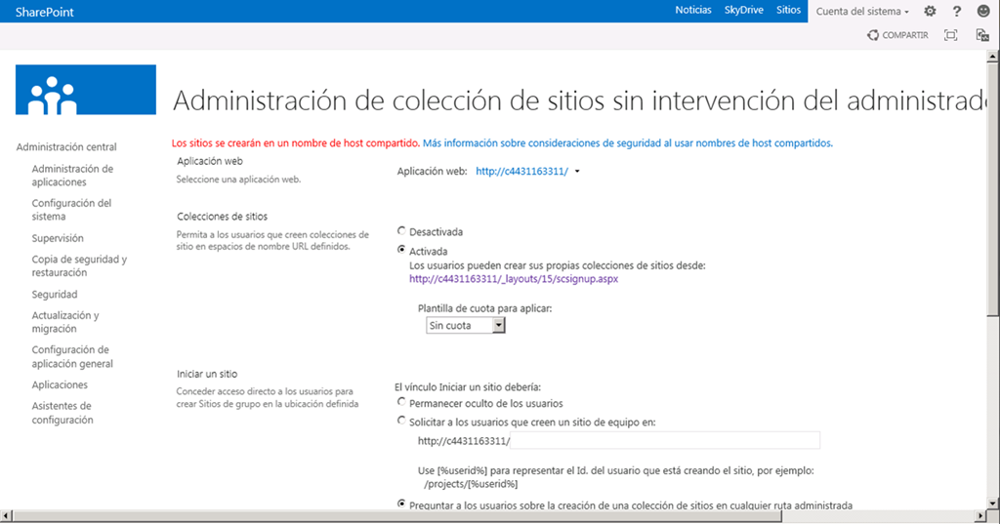 SharePoint
Noticias SkyDrive Sitios Cuenta del sistema
COMPARTIR
Administración de colección de sitios sin intervención del administrado
Administración central
Administración de
aplicaciones
Configuración del
sistema
Supervisión
Copia de seguridad y
restauración
Seguridad
Actualización y
migración
Configuración de
aplicación general
Aplicaciones
Asistentes de
configuración
Los sitios se crearán en un nombre de host compartido. Más información sobre consideraciones de seguridad al usar nombres de host compartidos.
Aplicación web
Seleccione una aplicación web.
Aplicación web: http://c4431163311/
Colecciones de sitios
Permita a los usuarios que creen colecciones de
sitio en espacios de nombre URL definidos.
Desactivada
Activada
Los usuarios pueden crear sus propias colecciones de sitios desde:
http://c4431163311/_layouts/15/scsignup.aspx
Plantilla de cuota para aplicar:
Sin cuota
Iniciar un sitio
Conceder acceso directo a los usuarios para
crear Sitios de grupo en la ubicación definida
El vínculo Iniciar un sitio debería:
Permanecer oculto de los usuarios
Solicitar a los usuarios que creen un sitio de equipo en:
http://c4431163311/
Use [%userid%] para representar el Id. del usuario que está creando el sitio, por ejemplo:
/projects/[%userid%]
Preguntar a los usuarios sobre la creación de una colección de sitios en cualquier ruta administrada